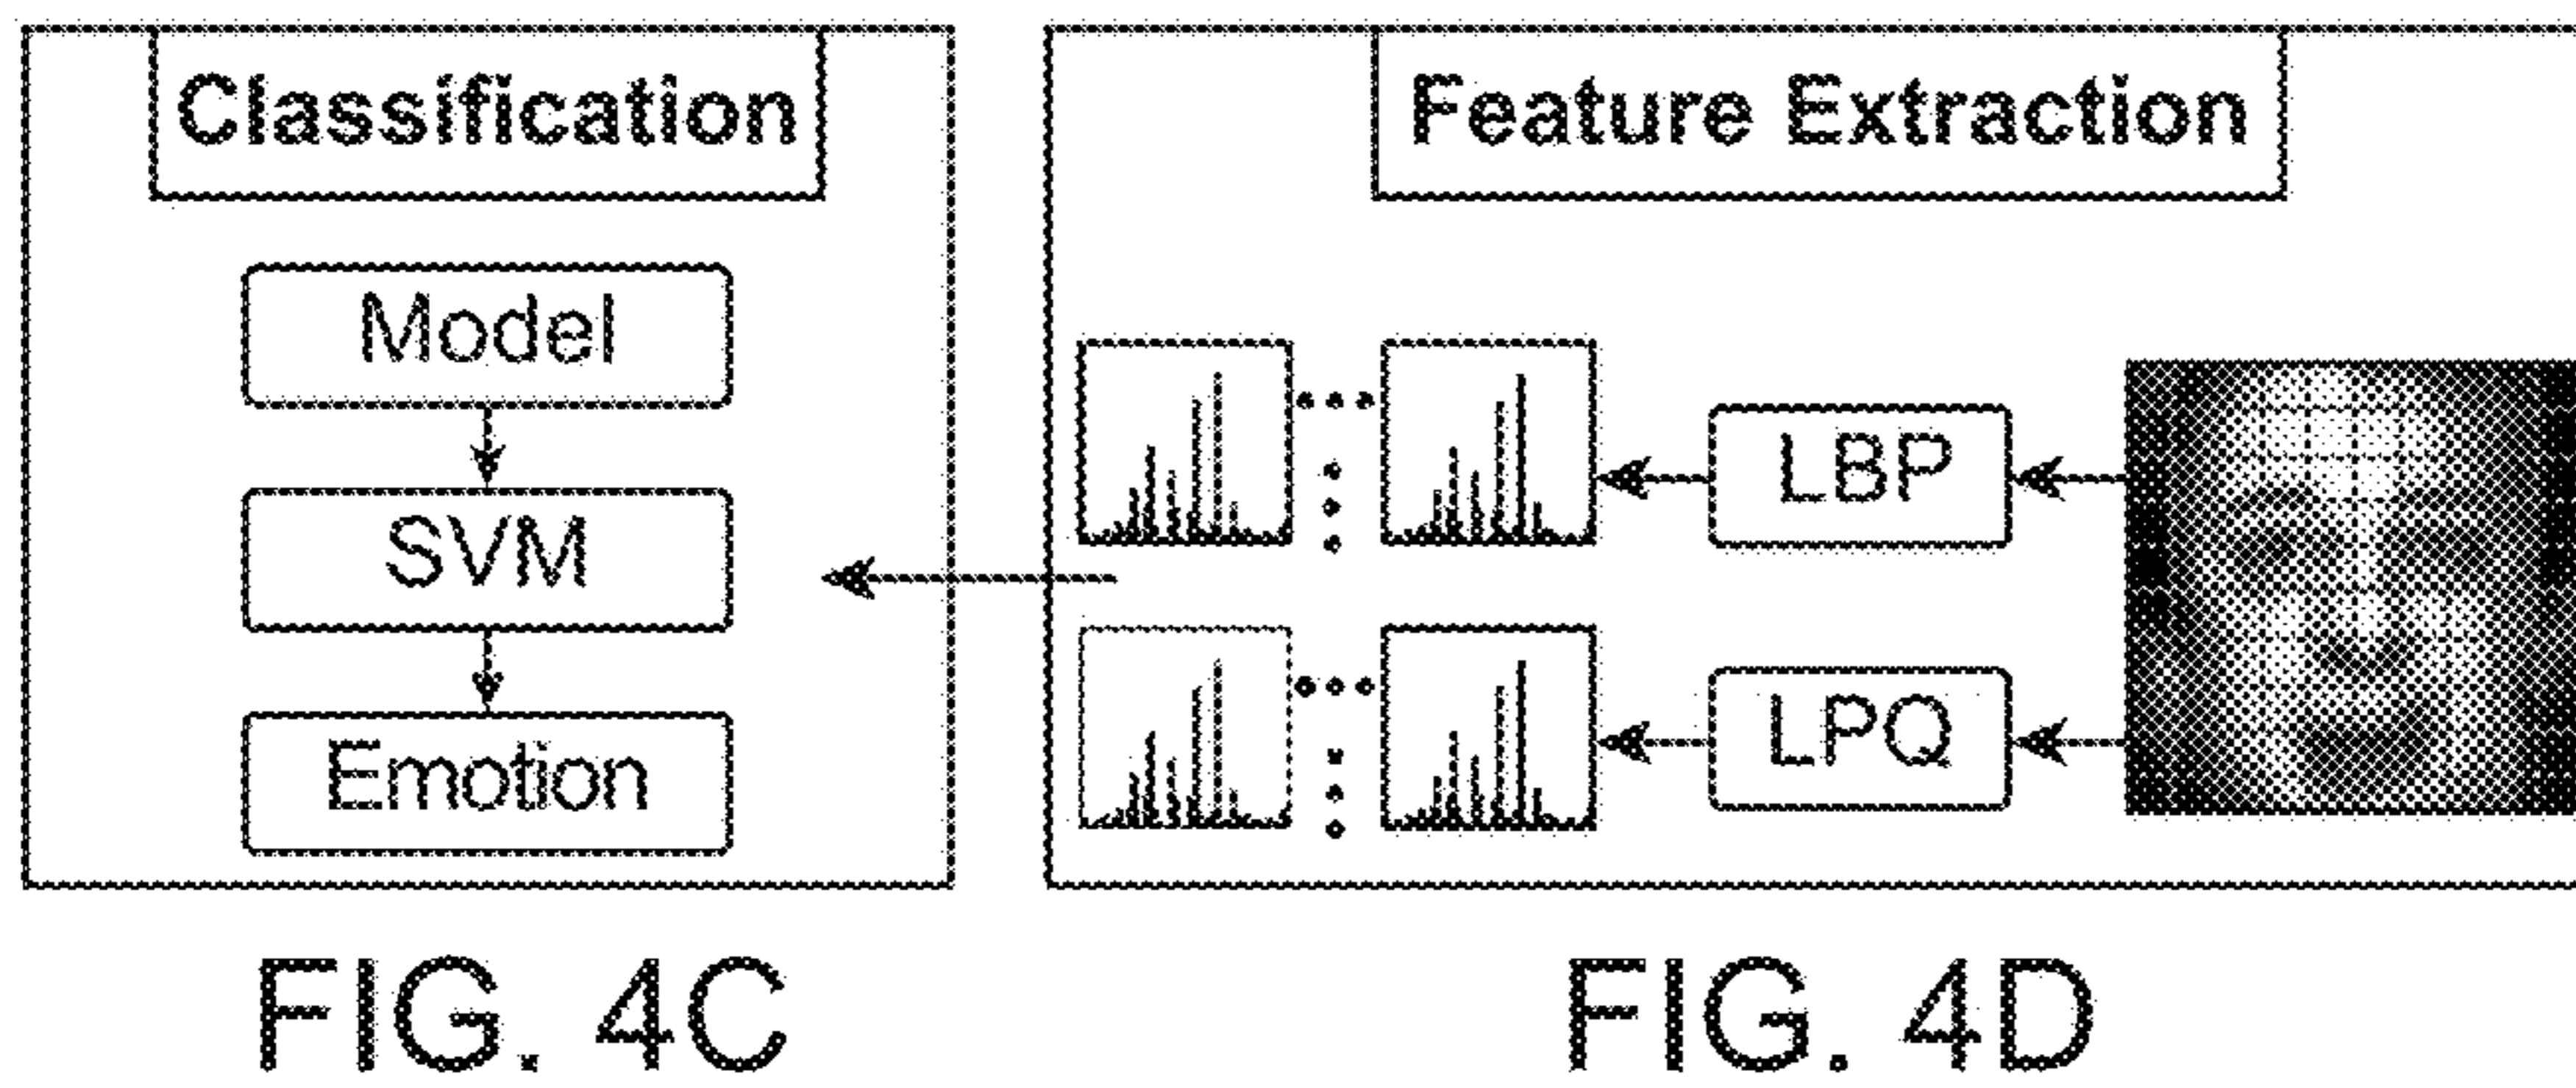 Classification
Model
SVM
Emotion
FIG. 4C
Feature Extraction
LBP
LPQ
FIG. 4D